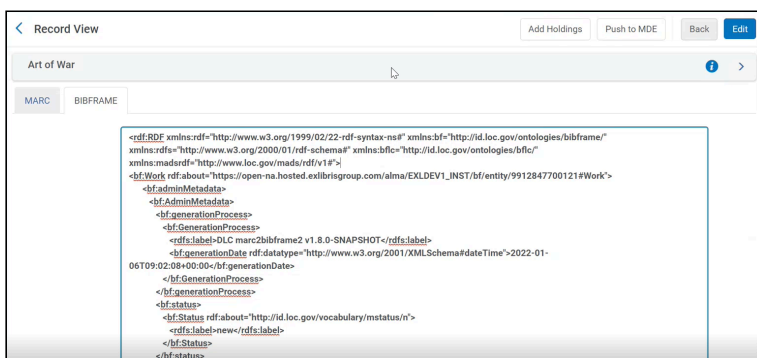 Record View
Add Holdings
Push to MDE
Back
Edit
Art of War
MARC
BIBFRAME
<rdf:RDF xmlns:rdf="http://www.w3.org/1999/02/22-rdf-syntax-ns#" xmlns:bf="http://id.loc.gov/ontologies/bibframe/"
xmlns:rdfs="http://www.w3.org/2000/01/rdf-schema#" xmlns:bflc="http://id.loc.gov/ontologies/bflc/"
xmlns:madsrdf="http://www.loc.gov/mads/rdf/v1#">
<bf:Work rdf:about="https://open-na.hosted.exlibrisgroup.com/alma/EXLDEV1_INST/bf/entity/9912847700121#Work">
<bf:adminMetadata>
<bf:AdminMetadata>
<bf:generationProcess>
<bf:GenerationProcess>
<rdfs:label>DLC marc2bibframe2 v1.8.0-SNAPSHOT</rdfs:label>
<bf:generationDate rdf:datatype="http://www.w3.org/2001/XMLSchema#dateTime">2022-01-
06T09:02:08+00:00</bf:generationDate>
</bf:GenerationProcess>
</bf:generationProcess>
<bf:status>
<bf:Status rdf:about="http://id.loc.gov/vocabulary/mstatus/n">
<rdfs:label>new</rdfs:label>
</bf:Status>
</bf:status>